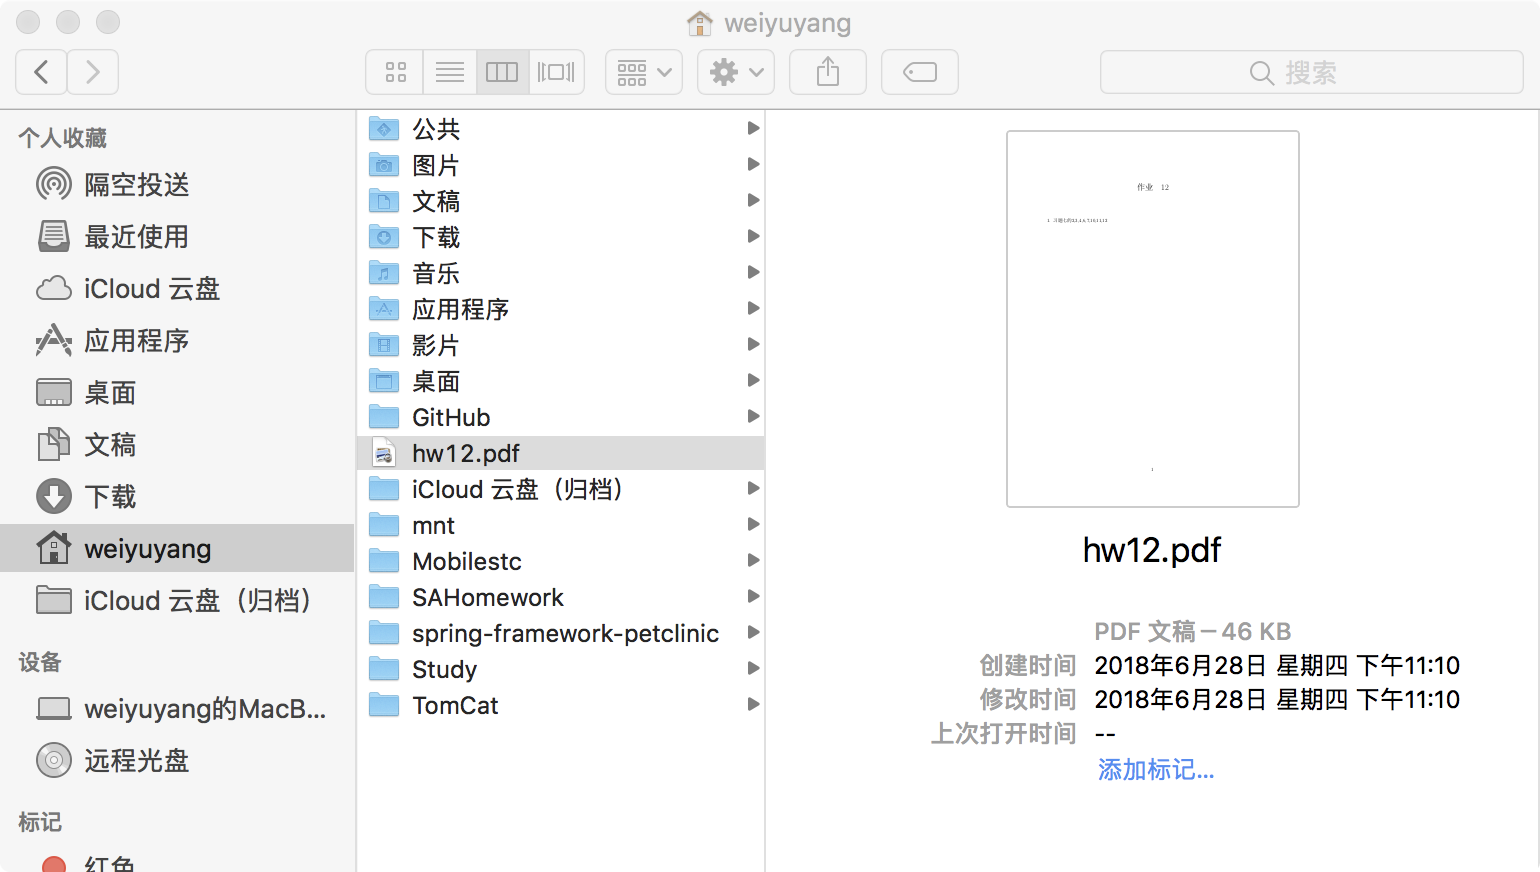 weiyuyang
搜索
个人收藏
隔空投送
最近使用
iCloud 云盘
应用程序
桌面
文稿
下载
weiyuyang
iCloud 云盘（归档）
设备
weiyuyang的MacB...
远程光盘
标记
红色
公共
图片
文稿
下载
音乐
应用程序
影片
桌面
GitHub
hw12.pdf
iCloud 云盘（归档）
mnt
Mobilestc
SAHomework
spring-framework-petclinic
Study
TomCat
作业 12
hw12.pdf
PDF 文稿 – 46 KB
创建时间 2018年6月28日 星期四 下午11:10
修改时间 2018年6月28日 星期四 下午11:10
上次打开时间 --
添加标记...